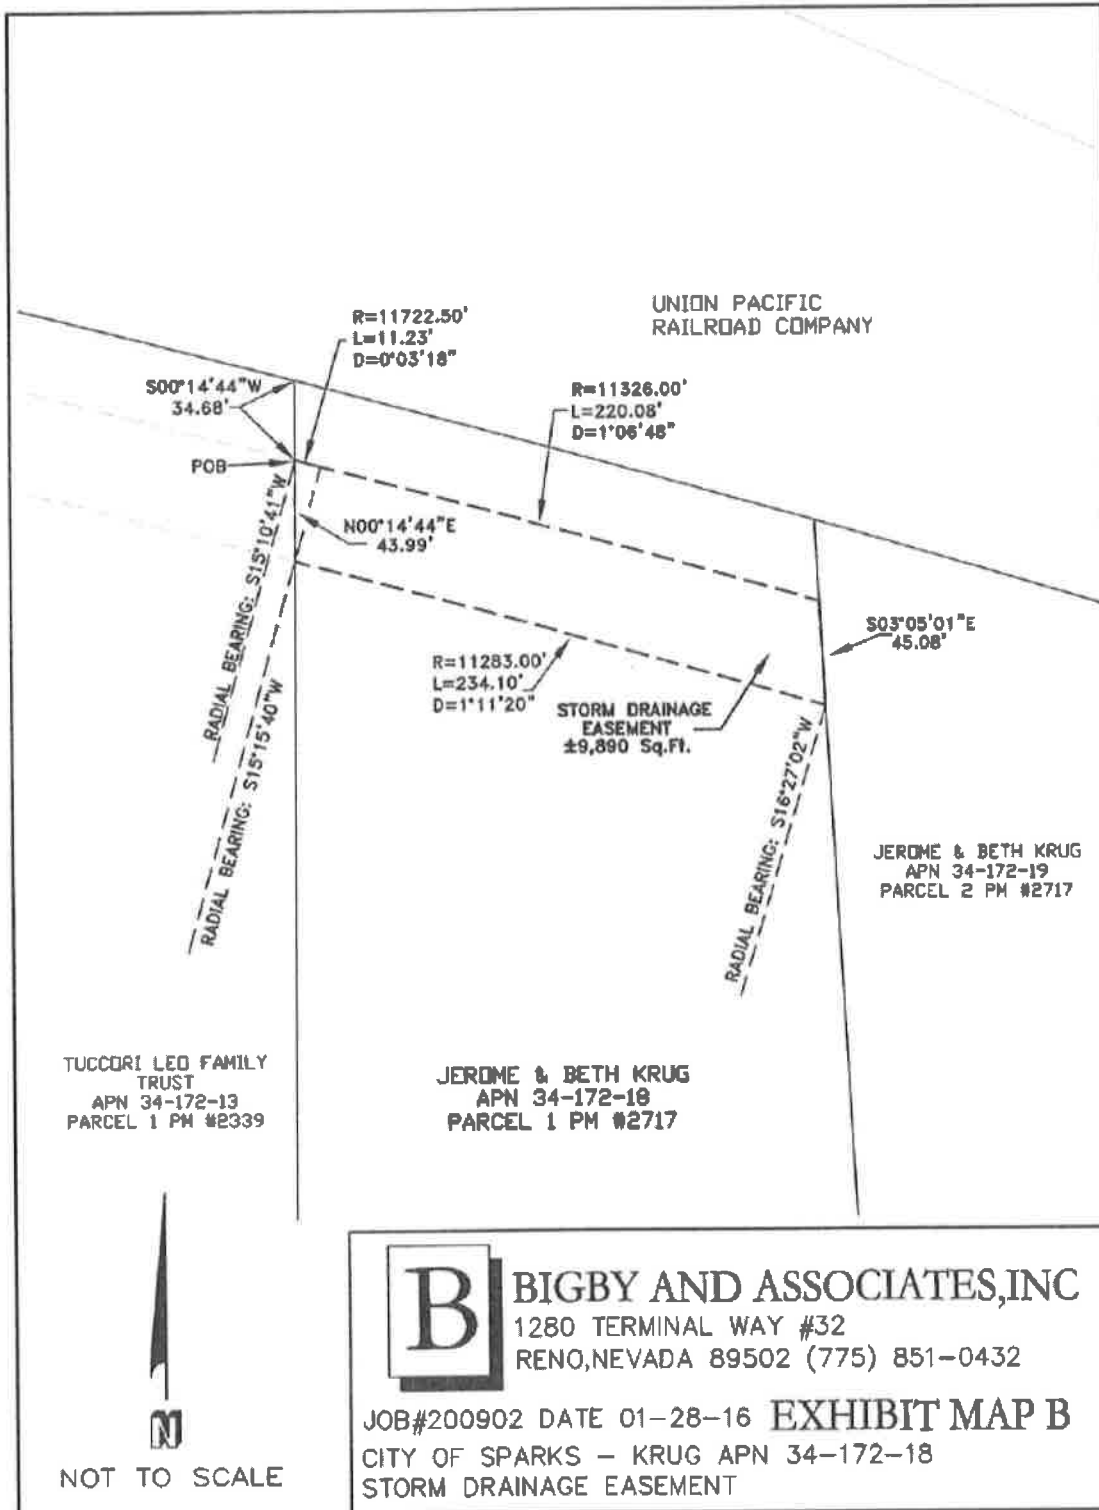 UNION PACIFIC
RAILROAD COMPANY
R=11722.50'
L=11.23'
D=0°03'18"
S00°14'44"W
34.68'
R=11326.00'
L=220.08'
D=1°06'48"
POB
N00°14'44"E
43.99'
RADIAL BEARING: S15°10'41"W
RADIAL BEARING: S15°15'40"W
S03°05'01"E
45.08'
R=11283.00'
L=234.10'
D=1°11'20"
STORM DRAINAGE
EASEMENT
±9,890 Sq.Ft.
RADIAL BEARING: S16°27'02"W
JEROME & BETH KRUG
APN 34-172-19
PARCEL 2 PM #2717
TUCCORI LEO FAMILY
TRUST
APN 34-172-13
PARCEL 1 PM #2339
JEROME & BETH KRUG
APN 34-172-18
PARCEL 1 PM #2717
N
NOT TO SCALE
B
BIGBY AND ASSOCIATES,INC
1280 TERMINAL WAY #32
RENO,NEVADA 89502 (775) 851-0432
JOB#200902 DATE 01-28-16 EXHIBIT MAP B
CITY OF SPARKS - KRUG APN 34-172-18
STORM DRAINAGE EASEMENT